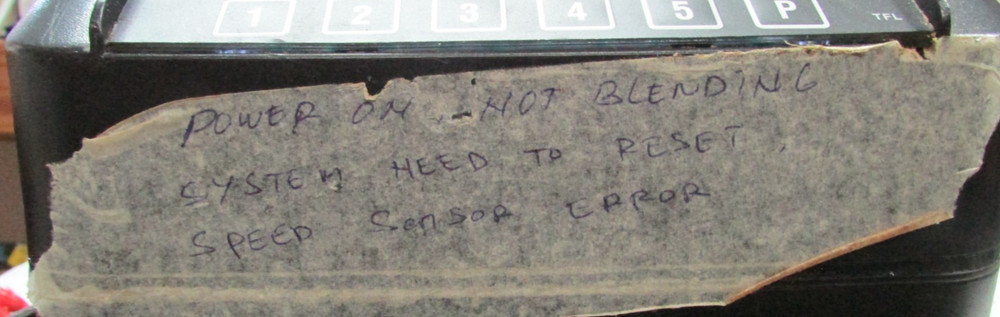 1 2 3 4 5 P TFL
POWER ON - NOT BLENDING
SYSTEM NEED TO RESET.
SPEED SENSOR ERROR